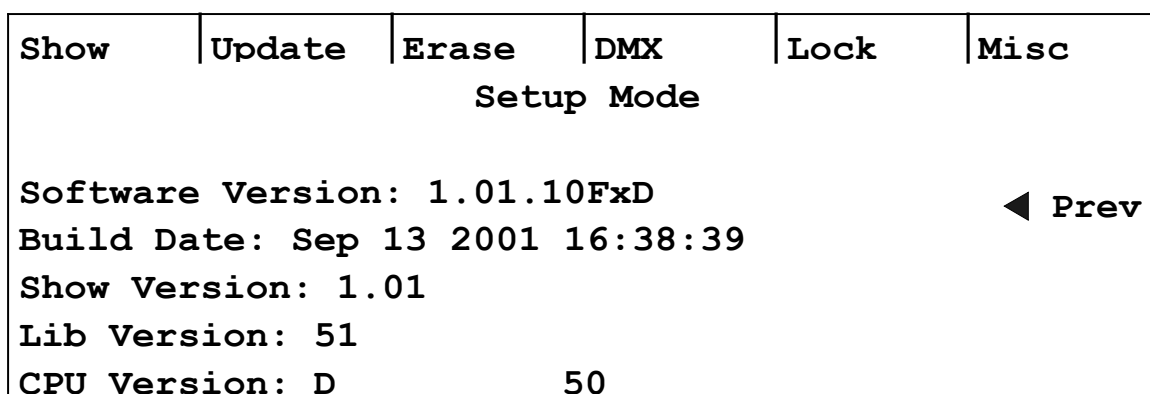 Show Update Erase DMX Lock Misc
Setup Mode
Software Version: 1.01.10FxD
◀ Prev
Build Date: Sep 13 2001 16:38:39
Show Version: 1.01
Lib Version: 51
CPU Version: D 50